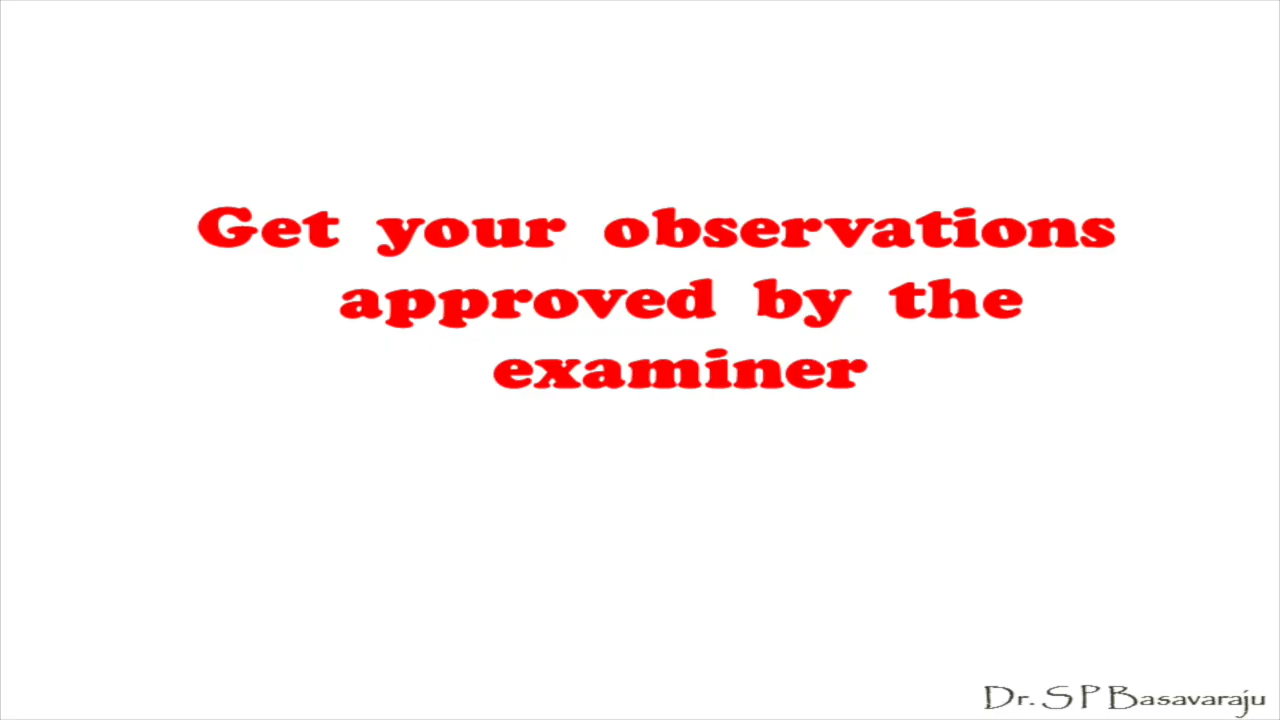 Get your observations
approved by the
examiner
Dr. S P Basavaraju